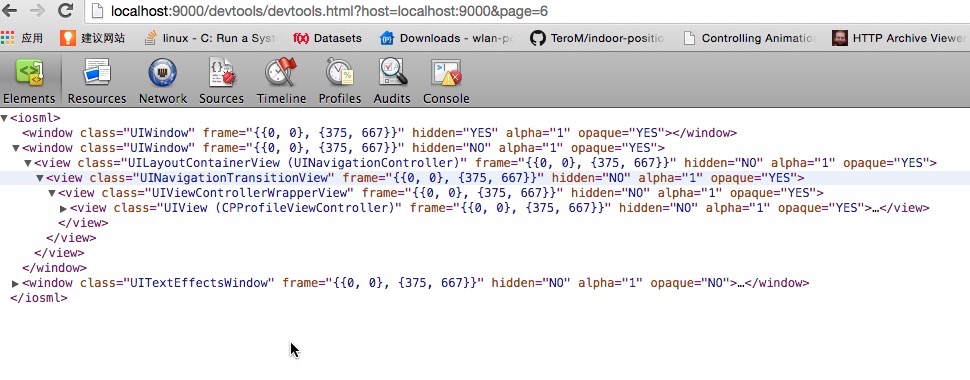 localhost:9000/devtools/devtools.html?host=localhost:9000&page=6
应用 建议网站 linux - C: Run a Syst Datasets Downloads - wlan-po TeroM/indoor-positio Controlling Animation HTTP Archive Viewer
Elements Resources Network Sources Timeline Profiles Audits Console
▼<iosml>
<window class="UIWindow" frame="{{0, 0}, {375, 667}}" hidden="YES" alpha="1" opaque="YES"></window>
▼<window class="UIWindow" frame="{{0, 0}, {375, 667}}" hidden="NO" alpha="1" opaque="YES">
▼<view class="UILayoutContainerView (UINavigationController)" frame="{{0, 0}, {375, 667}}" hidden="NO" alpha="1" opaque="YES">
▼<view class="UINavigationTransitionView" frame="{{0, 0}, {375, 667}}" hidden="NO" alpha="1" opaque="YES">
▼<view class="UIViewControllerWrapperView" frame="{{0, 0}, {375, 667}}" hidden="NO" alpha="1" opaque="YES">
▶<view class="UIView (CPProfileViewController)" frame="{{0, 0}, {375, 667}}" hidden="NO" alpha="1" opaque="YES">…</view>
</view>
</view>
</view>
</window>
▶<window class="UITextEffectsWindow" frame="{{0, 0}, {375, 667}}" hidden="NO" alpha="1" opaque="NO">…</window>
</iosml>